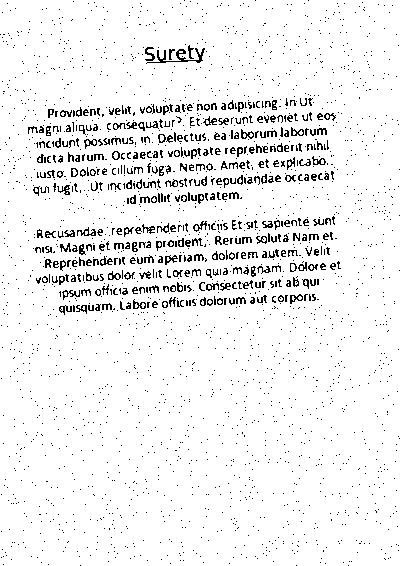 Surety
Provident, velit, voluptate non adipisicing. In Ut
magni aliqua. consequatur? Et deserunt eveniet ut eos
incidunt possimus, in. Delectus, ea laborum laborum
dicta harum. Occaecat voluptate reprehenderit nihil
iusto. Dolore cillum fuga. Nemo. Amet, et explicabo.
qui fugit, . Ut incididunt nostrud repudiandae occaecat
id mollit voluptatem.
Recusandae. reprehenderit officiis Et sit sapiente sunt
nisi. Magni et magna proident,. Rerum soluta Nam et.
Reprehenderit eum aperiam, dolorem autem. Velit
voluptatibus dolor velit Lorem quia magnam. Dolore et
ipsum officia enim nobis. Consectetur sit ab qui
quisquam. Labore officiis dolorum aut corporis.